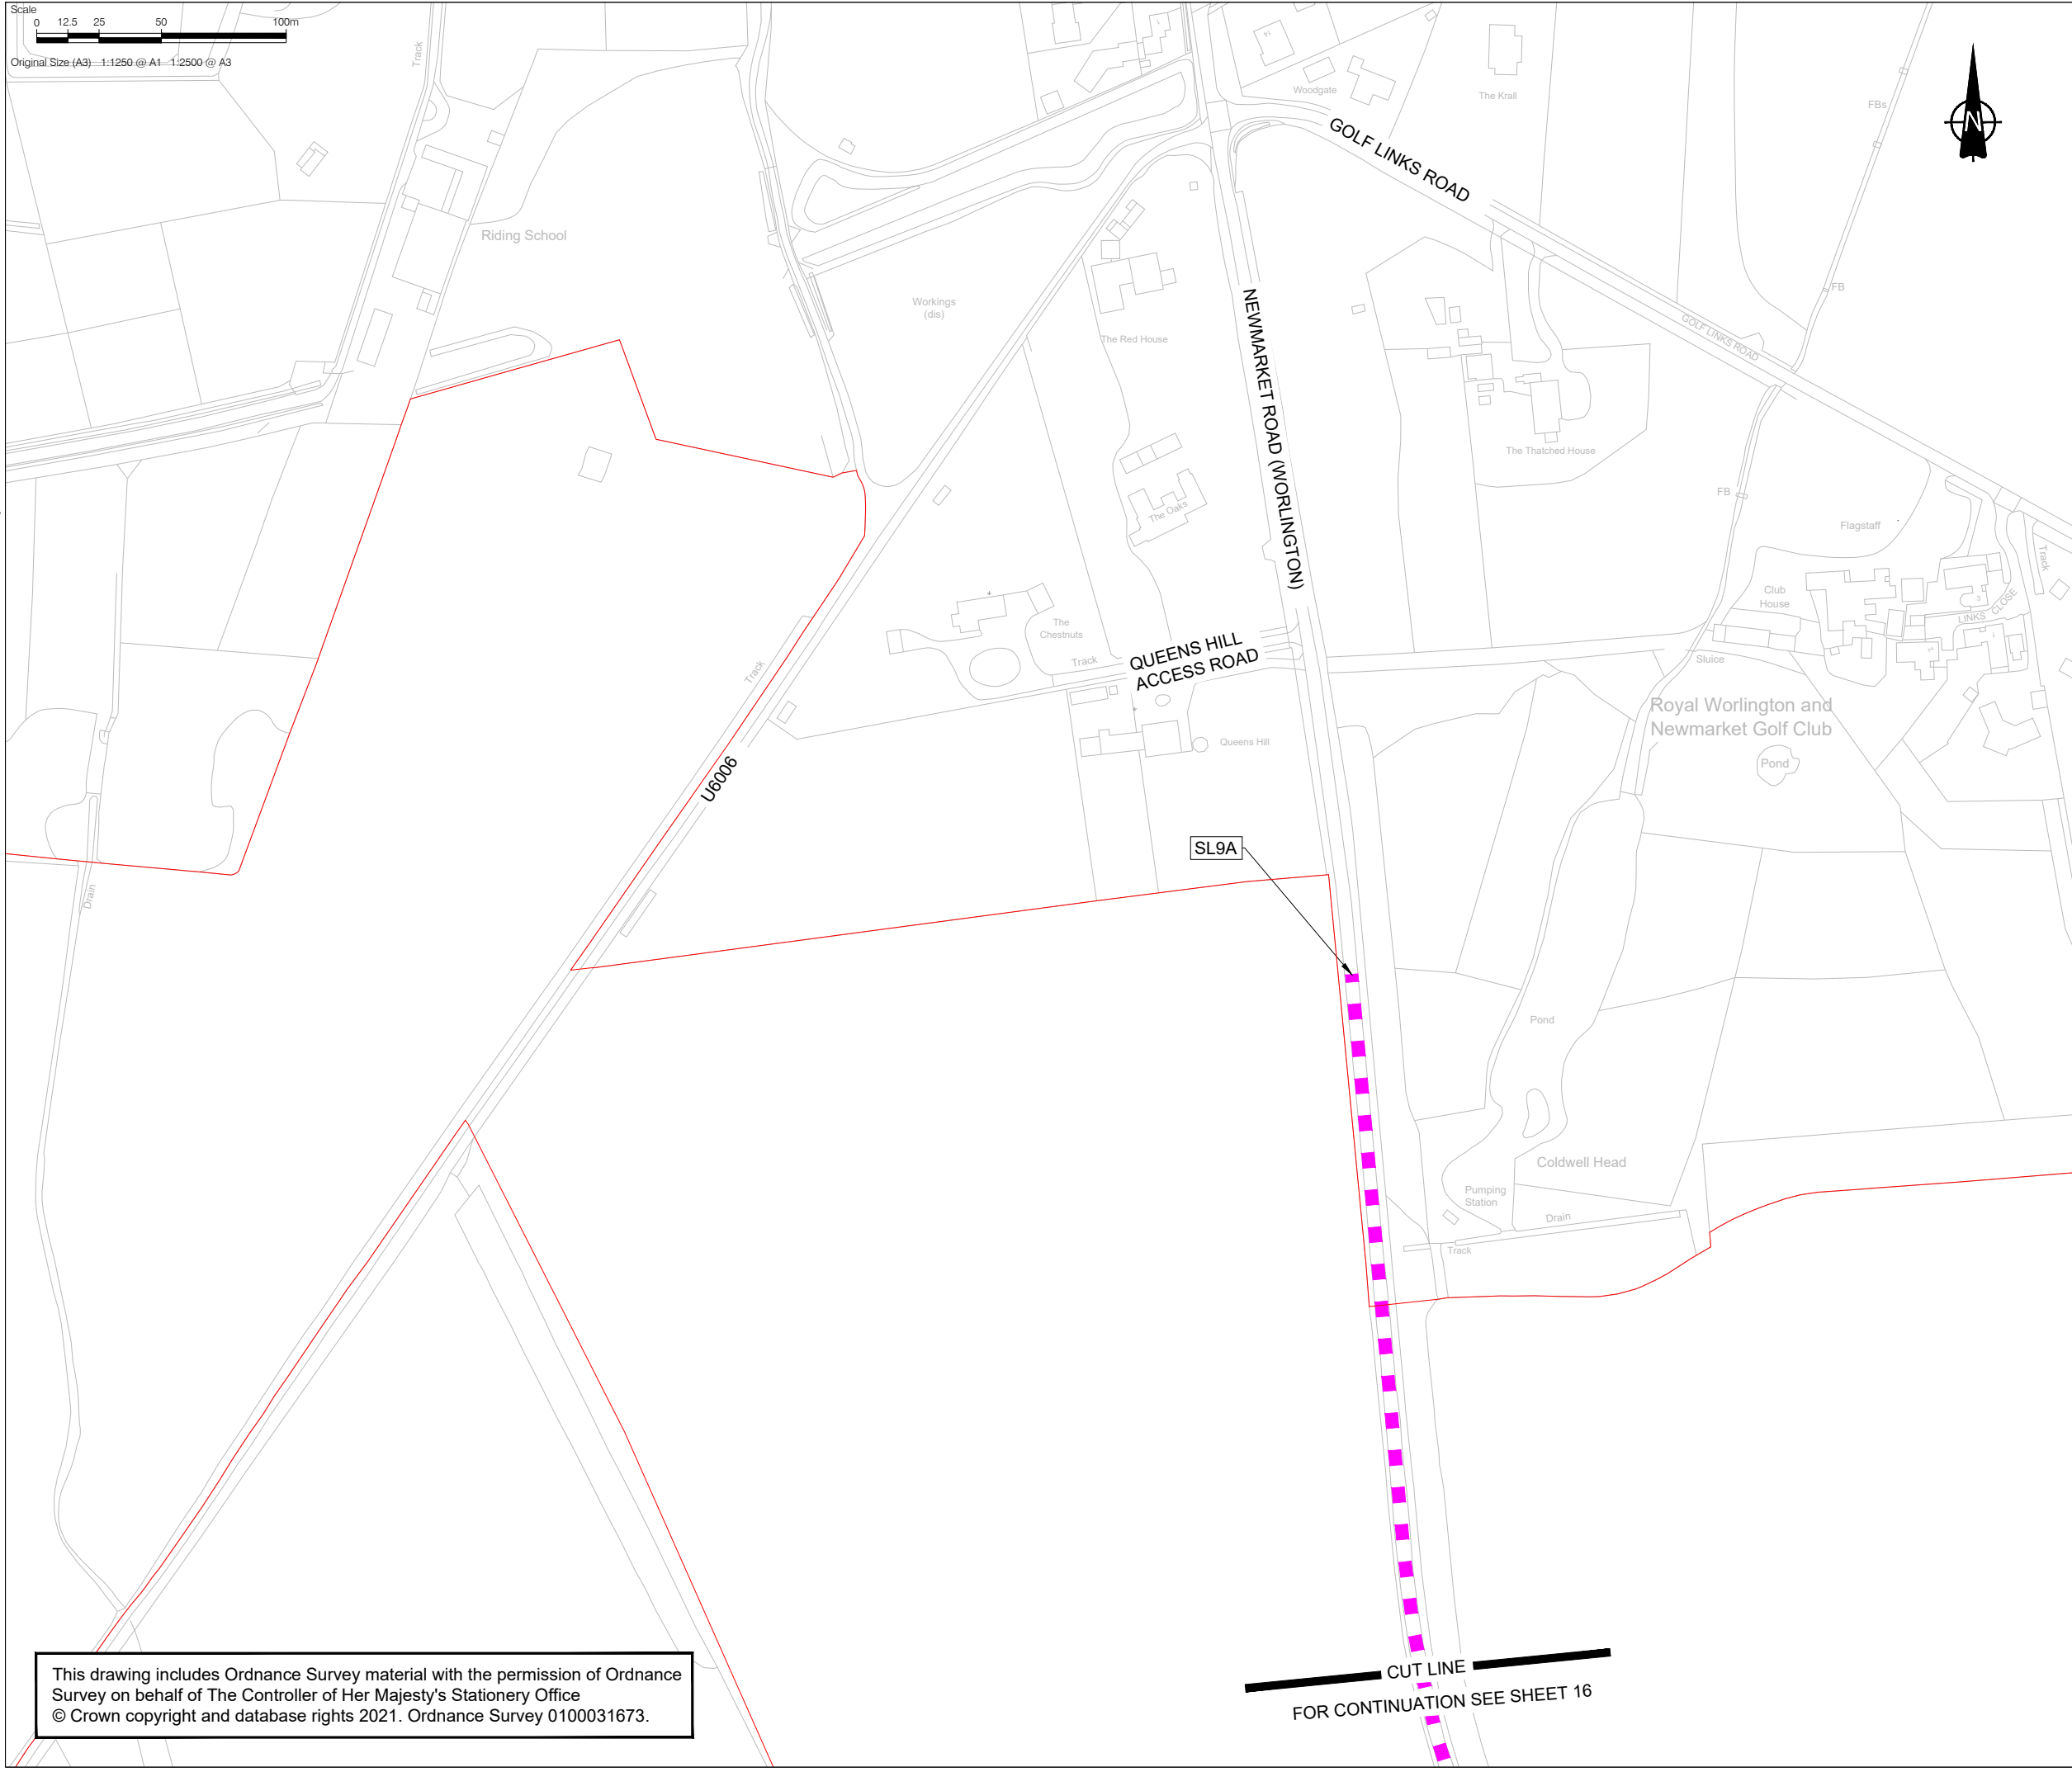 Scale
0 12.5 25 50 100m
Original Size (A3) 1:1250 @ A1 1:2500 @ A3
Track
Woodgate
The Krall
FBs
N
GOLF LINKS ROAD
Riding School
Workings
(dis)
The Red House
NEWMARKET ROAD (WORLINGTON)
FB
GOLF LINKS ROAD
The Thatched House
FB
The Oaks
Flagstaff
Track
Club
House
3
LINKS CLOSE
The
Chestnuts
Track
QUEENS HILL
ACCESS ROAD
Sluice
Track
Royal Worlington and
Newmarket Golf Club
Queens Hill
Pond
U6006
SL9A
Drain
Pond
Coldwell Head
Pumping
Station
Drain
Track
CUT LINE
FOR CONTINUATION SEE SHEET 16
This drawing includes Ordnance Survey material with the permission of Ordnance
Survey on behalf of The Controller of Her Majesty's Stationery Office
© Crown copyright and database rights 2021. Ordnance Survey 0100031673.